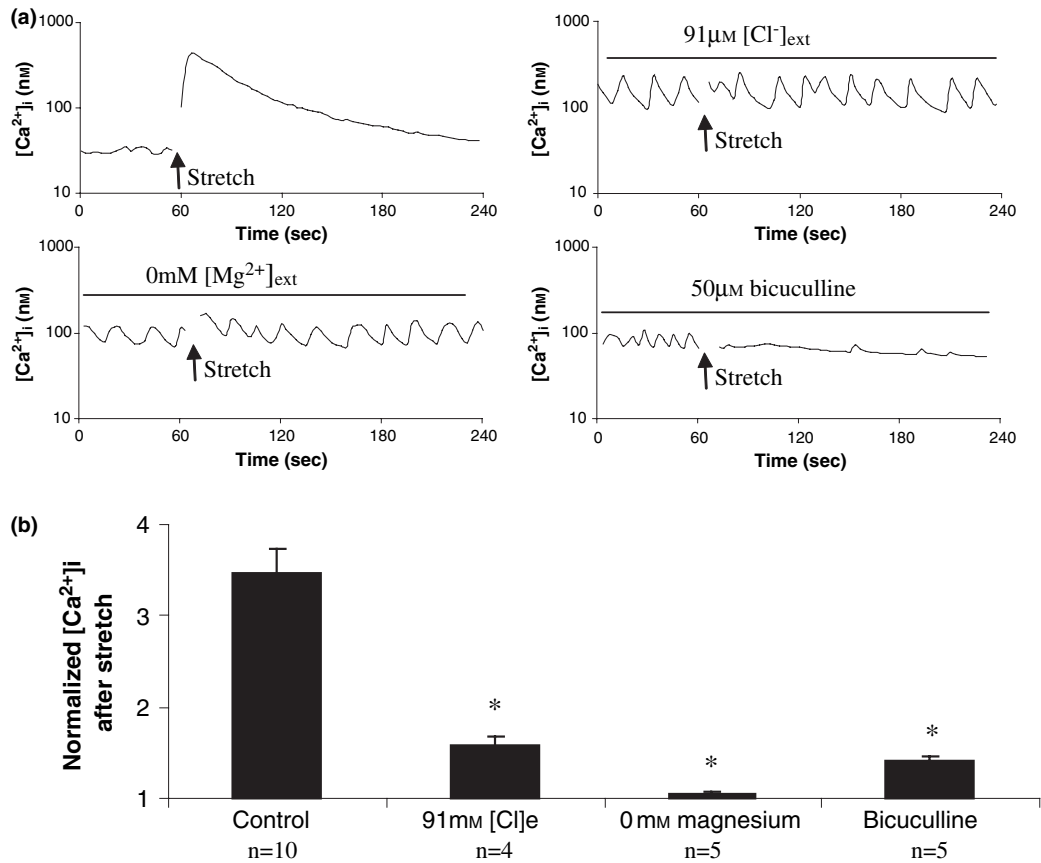 (a)
1000
100
10
[Ca2+]i (nM)
Stretch
0 60 120 180 240
Time (sec)
91µM [Cl-]ext
1000
100
10
[Ca2+]i (nM)
Stretch
0 60 120 180 240
Time (sec)
0mM [Mg2+]ext
1000
100
10
[Ca2+]i (nM)
Stretch
0 60 120 180 240
Time (sec)
50µM bicuculline
1000
100
10
[Ca2+]i (nM)
Stretch
0 60 120 180 240
Time (sec)
(b)
Normalized [Ca2+]i
after stretch
4
3
2
1
* * *
Control 91mM [Cl]e 0mM magnesium Bicuculline
n=10 n=4 n=5 n=5